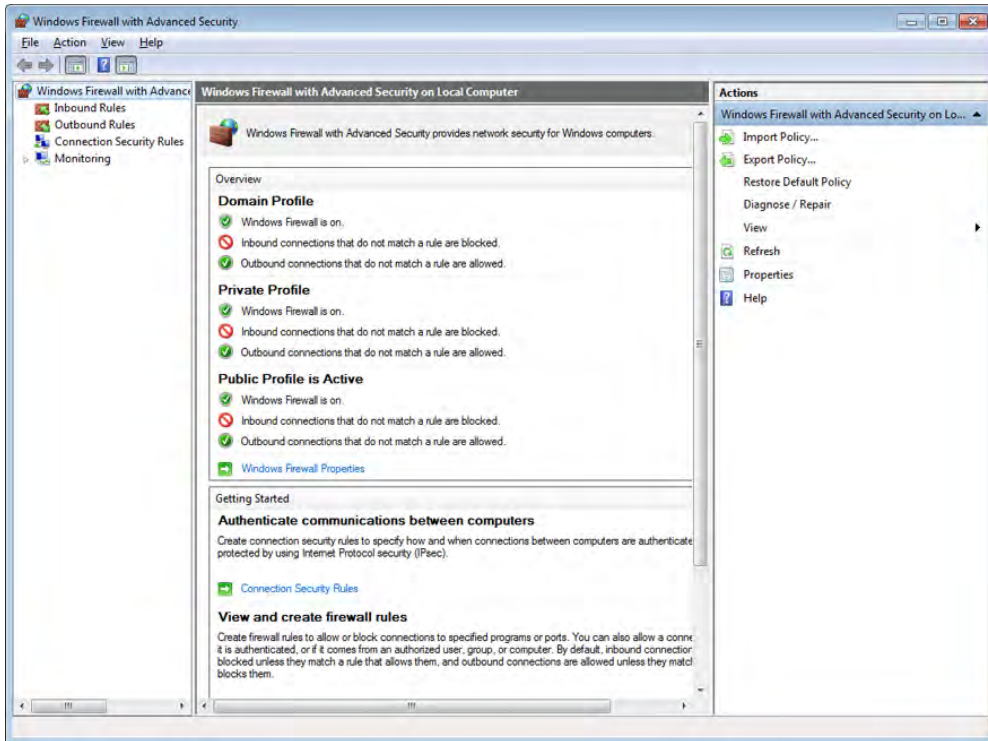 Windows Firewall with Advanced Security
File Action View Help
Windows Firewall with Advance
Inbound Rules
Outbound Rules
Connection Security Rules
Monitoring
Windows Firewall with Advanced Security on Local Computer
Windows Firewall with Advanced Security provides network security for Windows computers.
Overview
Domain Profile
Windows Firewall is on.
Inbound connections that do not match a rule are blocked.
Outbound connections that do not match a rule are allowed.
Private Profile
Windows Firewall is on.
Inbound connections that do not match a rule are blocked.
Outbound connections that do not match a rule are allowed.
Public Profile is Active
Windows Firewall is on.
Inbound connections that do not match a rule are blocked.
Outbound connections that do not match a rule are allowed.
Windows Firewall Properties
Getting Started
Authenticate communications between computers
Create connection security rules to specify how and when connections between computers are authenticate
protected by using Internet Protocol security (IPsec).
Connection Security Rules
View and create firewall rules
Create firewall rules to allow or block connections to specified programs or ports. You can also allow a conne
it is authenticated, or if it comes from an authorized user, group, or computer. By default, inbound connection
blocked unless they match a rule that allows them, and outbound connections are allowed unless they matcl
blocks them.
Actions
Windows Firewall with Advanced Security on Lo...
Import Policy...
Export Policy...
Restore Default Policy
Diagnose / Repair
View
Refresh
Properties
Help